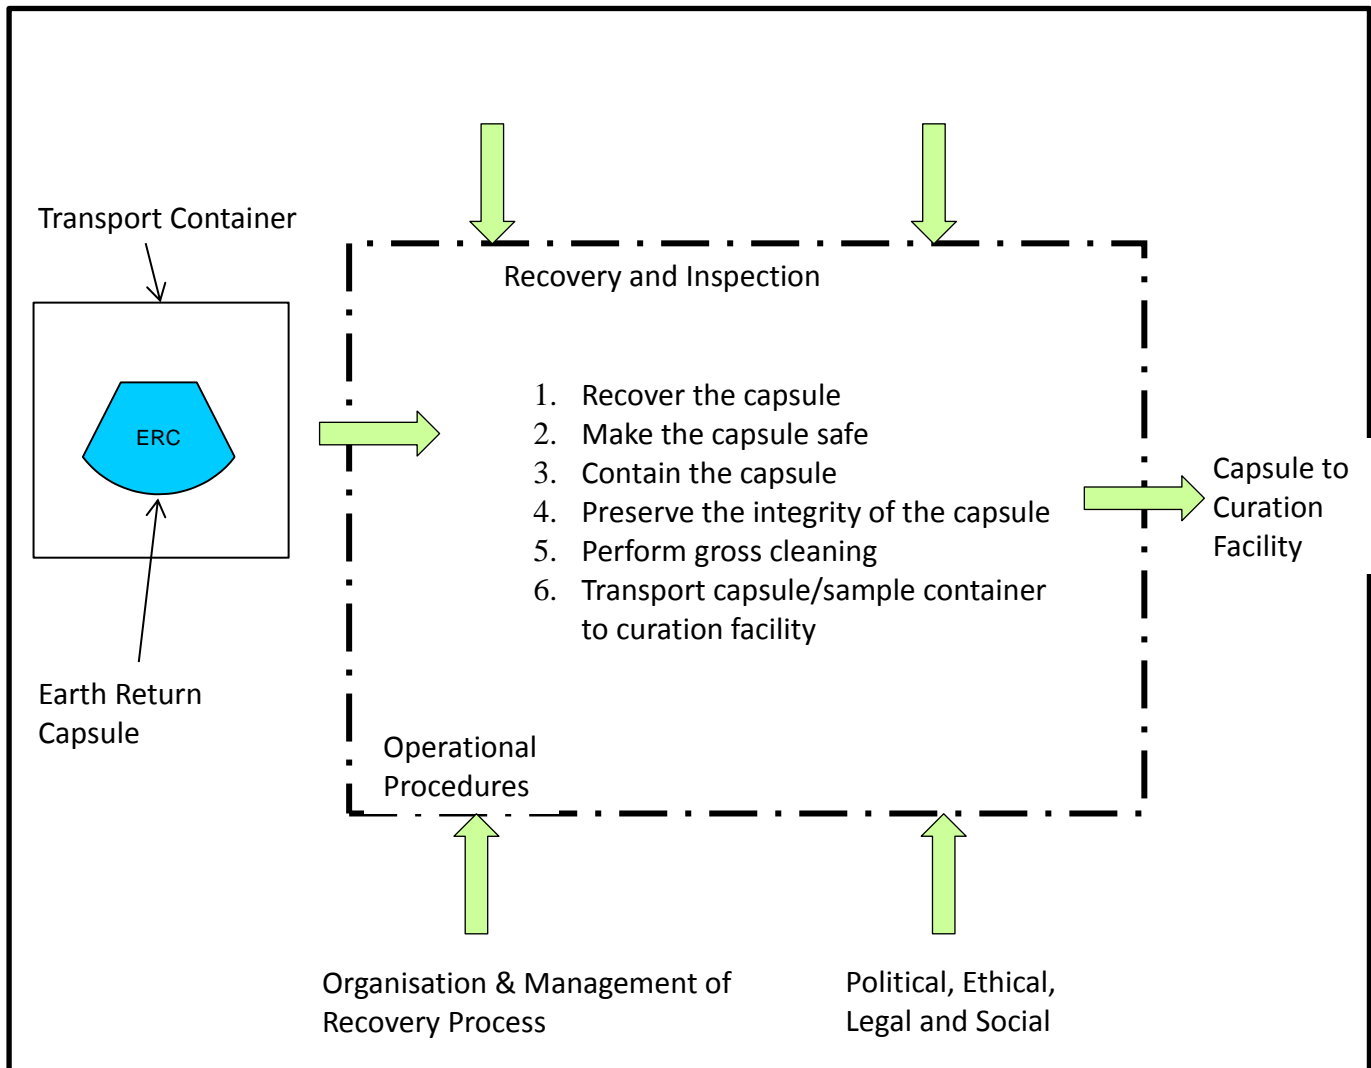 Transport Container
ERC
Earth Return
Capsule
Recovery and Inspection
1. Recover the capsule
2. Make the capsule safe
3. Contain the capsule
4. Preserve the integrity of the capsule
5. Perform gross cleaning
6. Transport capsule/sample container
to curation facility
Operational
Procedures
Capsule to
Curation
Facility
Organisation & Management of
Recovery Process
Political, Ethical,
Legal and Social